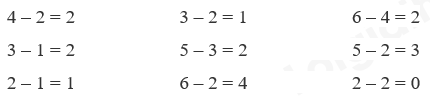 4 – 2 = 2 3 – 2 = 1 6 – 4 = 2
3 – 1 = 2 5 – 3 = 2 5 – 2 = 3
2 – 1 = 1 6 – 2 = 4 2 – 2 = 0